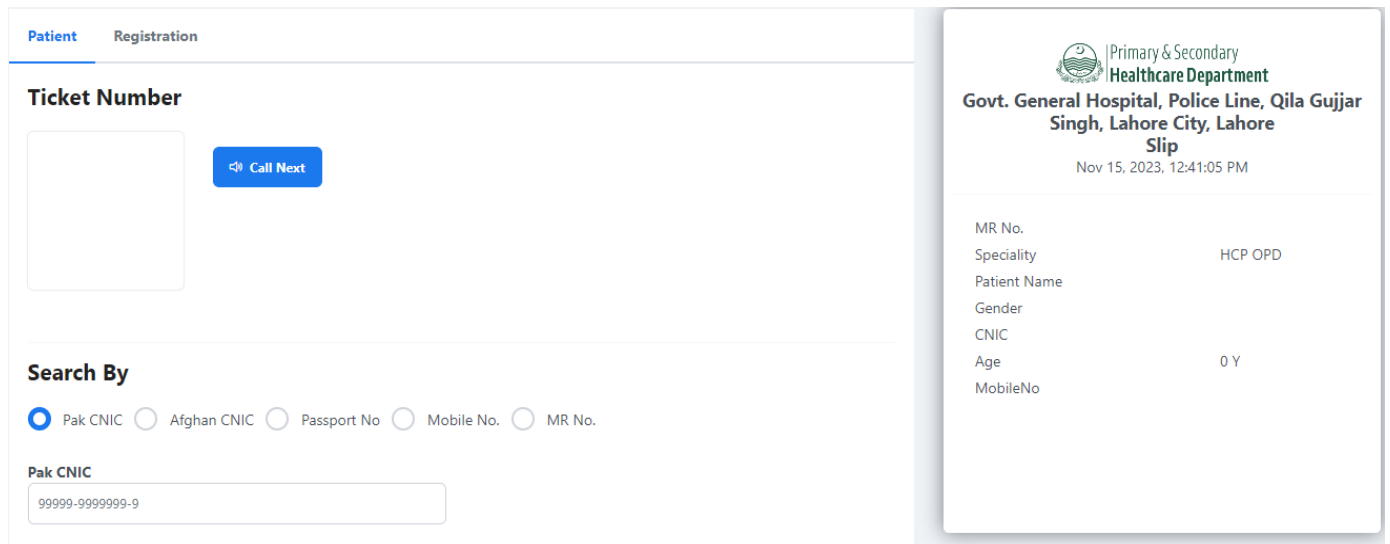 Patient Registration
Ticket Number
Call Next
Search By
Pak CNIC Afghan CNIC Passport No Mobile No. MR No.
Pak CNIC
99999-9999999-9
Primary & Secondary
Healthcare Department
Govt. General Hospital, Police Line, Qila Gujjar
Singh, Lahore City, Lahore
Slip
Nov 15, 2023, 12:41:05 PM
MR No.
Speciality HCP OPD
Patient Name
Gender
CNIC
Age 0 Y
MobileNo